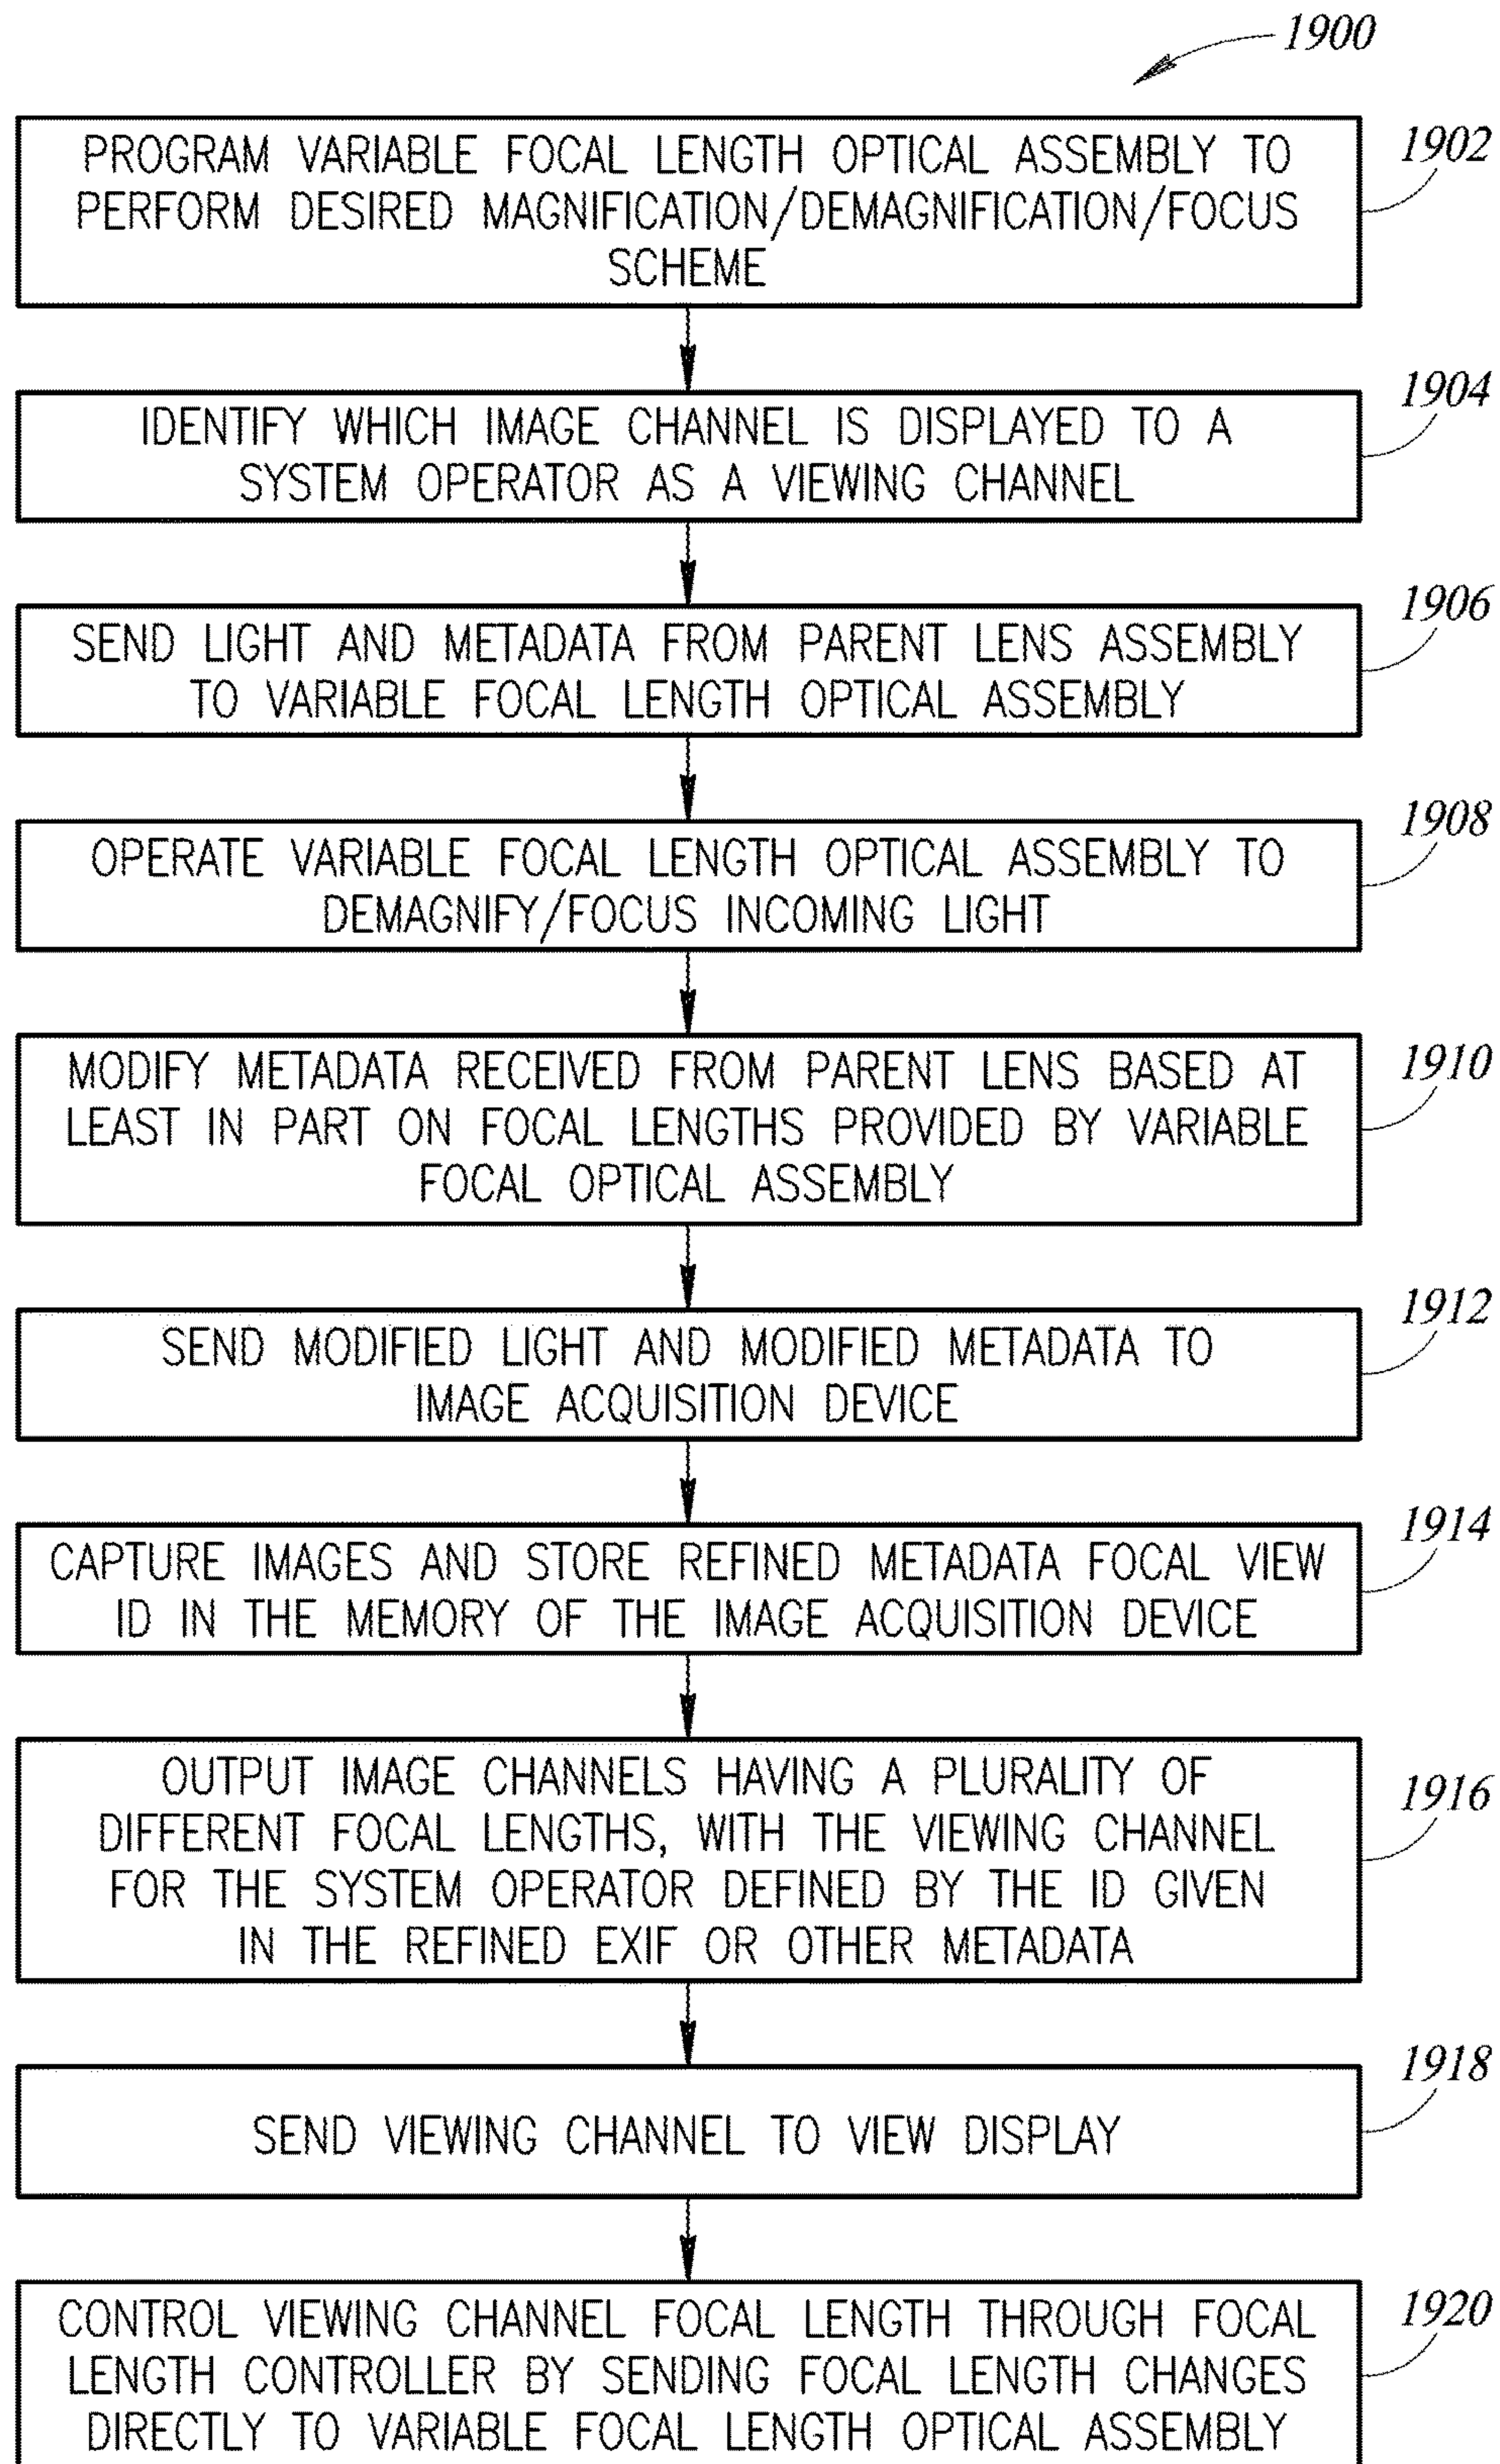 1900
PROGRAM VARIABLE FOCAL LENGTH OPTICAL ASSEMBLY TO
PERFORM DESIRED MAGNIFICATION/DEMAGNIFICATION/FOCUS
SCHEME
1902
IDENTIFY WHICH IMAGE CHANNEL IS DISPLAYED TO A
SYSTEM OPERATOR AS A VIEWING CHANNEL
1904
SEND LIGHT AND METADATA FROM PARENT LENS ASSEMBLY
TO VARIABLE FOCAL LENGTH OPTICAL ASSEMBLY
1906
OPERATE VARIABLE FOCAL LENGTH OPTICAL ASSEMBLY TO
DEMAGNIFY/FOCUS INCOMING LIGHT
1908
MODIFY METADATA RECEIVED FROM PARENT LENS BASED AT
LEAST IN PART ON FOCAL LENGTHS PROVIDED BY VARIABLE
FOCAL OPTICAL ASSEMBLY
1910
SEND MODIFIED LIGHT AND MODIFIED METADATA TO
IMAGE ACQUISITION DEVICE
1912
CAPTURE IMAGES AND STORE REFINED METADATA FOCAL VIEW
ID IN THE MEMORY OF THE IMAGE ACQUISITION DEVICE
1914
OUTPUT IMAGE CHANNELS HAVING A PLURALITY OF
DIFFERENT FOCAL LENGTHS, WITH THE VIEWING CHANNEL
FOR THE SYSTEM OPERATOR DEFINED BY THE ID GIVEN
IN THE REFINED EXIF OR OTHER METADATA
1916
SEND VIEWING CHANNEL TO VIEW DISPLAY
1918
CONTROL VIEWING CHANNEL FOCAL LENGTH THROUGH FOCAL
LENGTH CONTROLLER BY SENDING FOCAL LENGTH CHANGES
DIRECTLY TO VARIABLE FOCAL LENGTH OPTICAL ASSEMBLY
1920